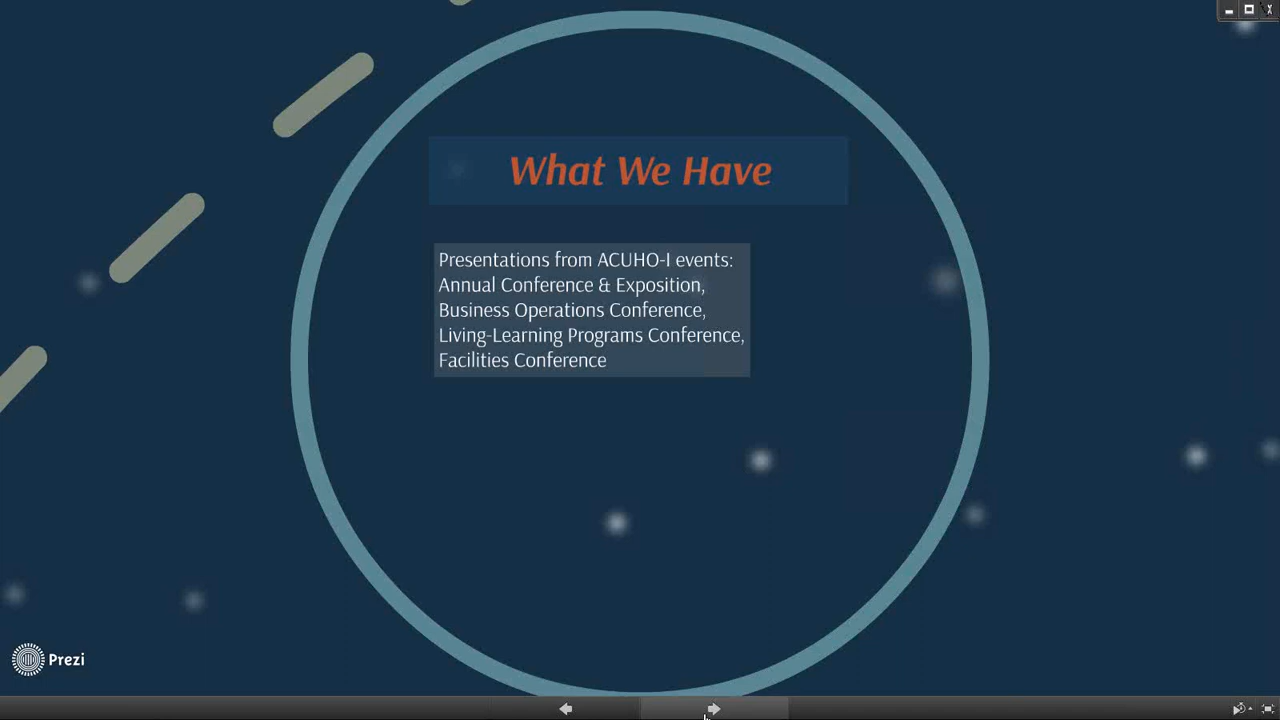 What We Have
Presentations from ACUHO-I events:
Annual Conference & Exposition,
Business Operations Conference,
Living-Learning Programs Conference,
Facilities Conference
Prezi